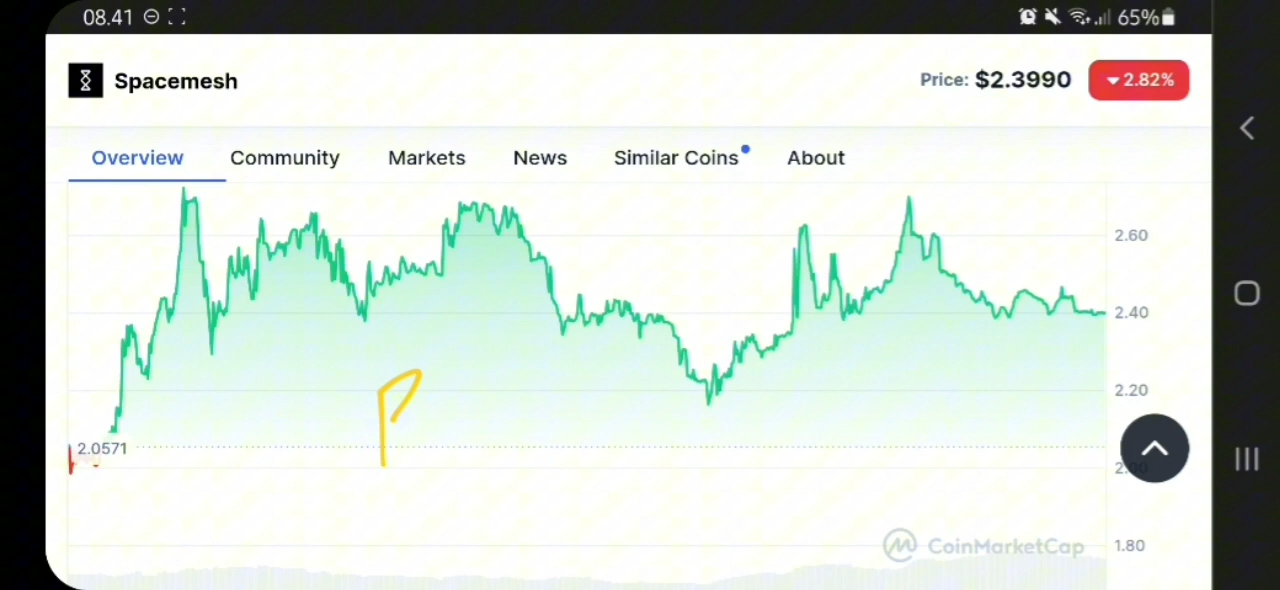 08.41 65%
Spacemesh Price: $2.3990 2.82%
Overview Community Markets News Similar Coins About
2.60
2.40
2.20
P
2.0571
CoinMarketCap
1.80